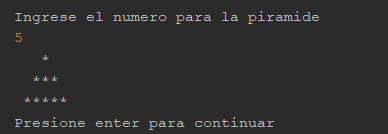 Ingrese el numero para la piramide
5
   *
  ***
 *****
Presione enter para continuar